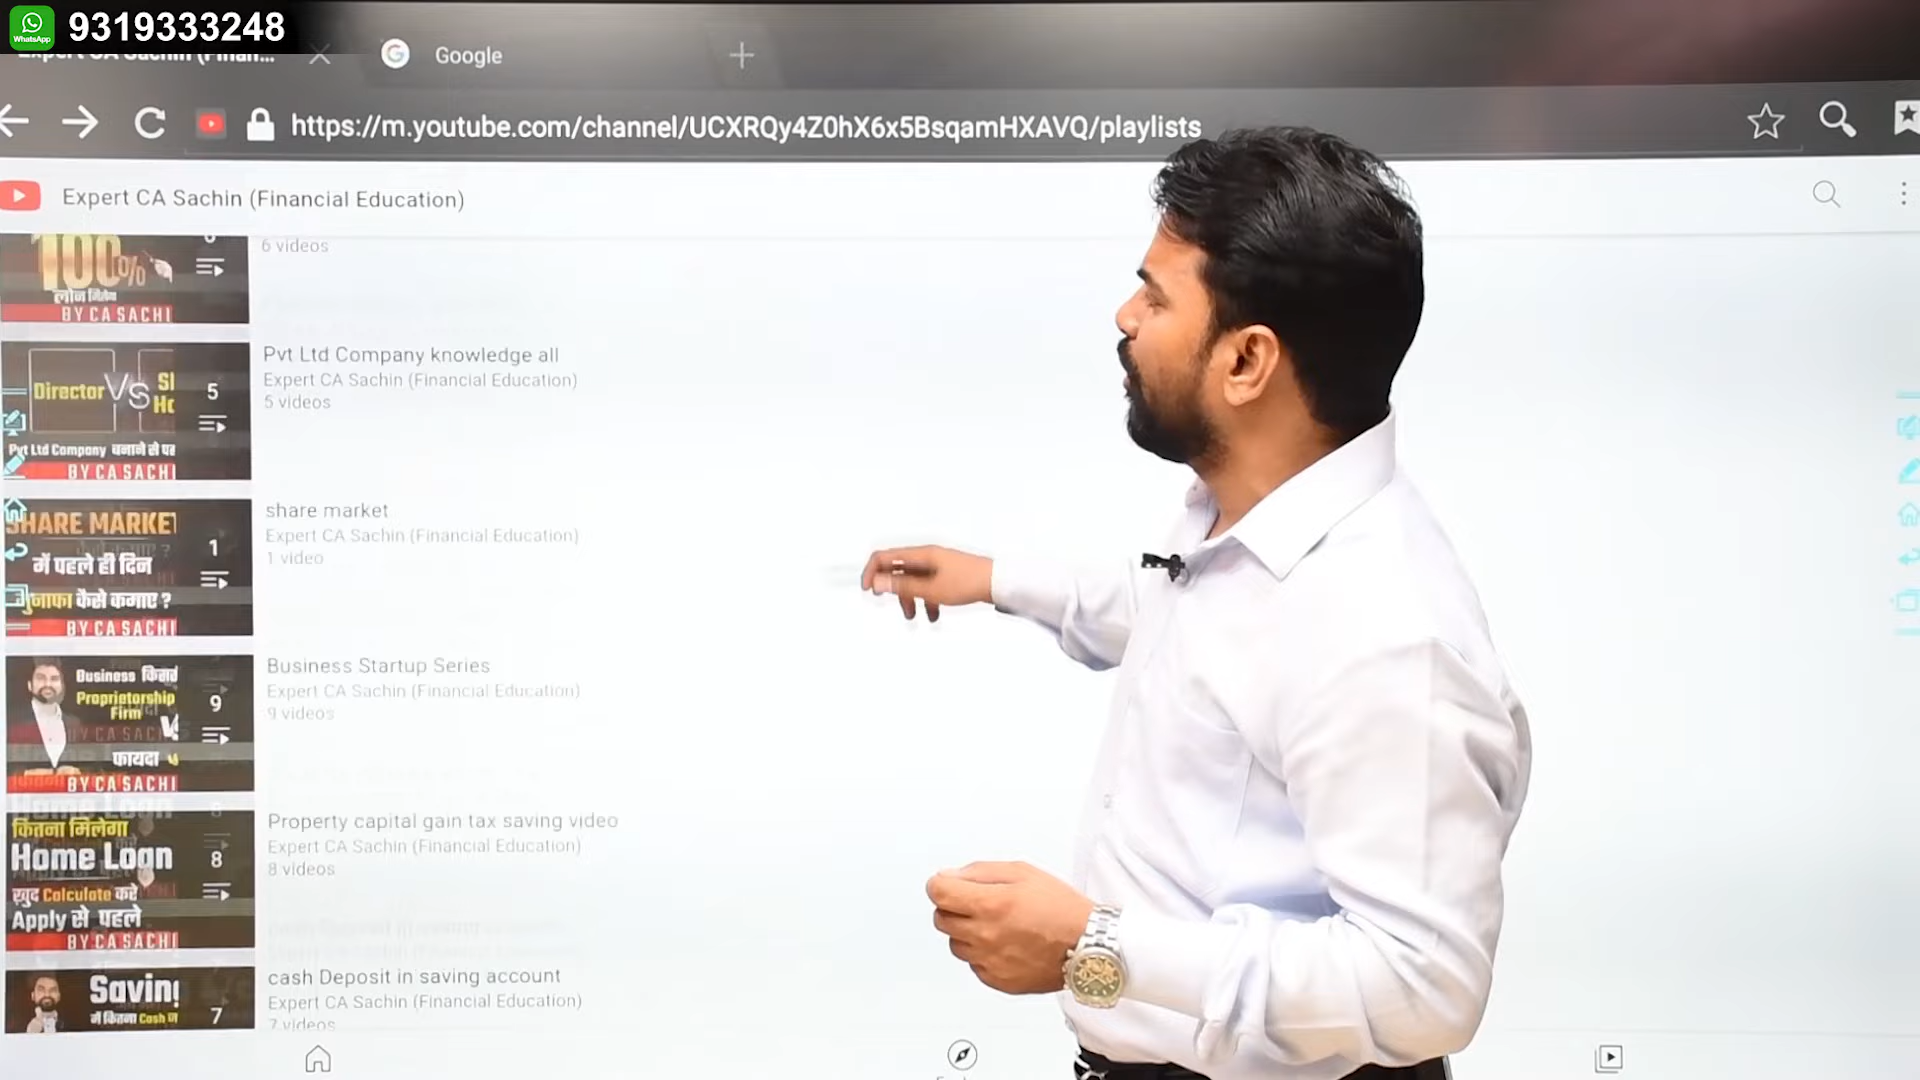 WhatsApp
9319333248
Google
https://m.youtube.com/channel/UCXRQy4Z0hX6x5BsqamHXAVQ/playlists
Expert CA Sachin (Financial Education)
100%
लोन मिलेगा
BY CA SACHI
6 videos
Director VS
5
Pvt Ltd Company बनाने से
BY CA SACHI
Pvt Ltd Company knowledge all
Expert CA Sachin (Financial Education)
5 videos
SHARE MARKET
में पहले ही दिन
मुनाफा कैसे कमाए ?
BY CA SACHI
1
share market
Expert CA Sachin (Financial Education)
1 video
Business
Proprietorship
Firm
फायदा
BY CA SACHI
9
Business Startup Series
Expert CA Sachin (Financial Education)
9 videos
कितना मिलेगा
Home Loan
खुद Calculate करे
Apply से पहले
BY CA SACHI
8
Property capital gain tax saving video
Expert CA Sachin (Financial Education)
8 videos
Saving
में कितना Cash
7
cash Deposit in saving account
Expert CA Sachin (Financial Education)
7 videos